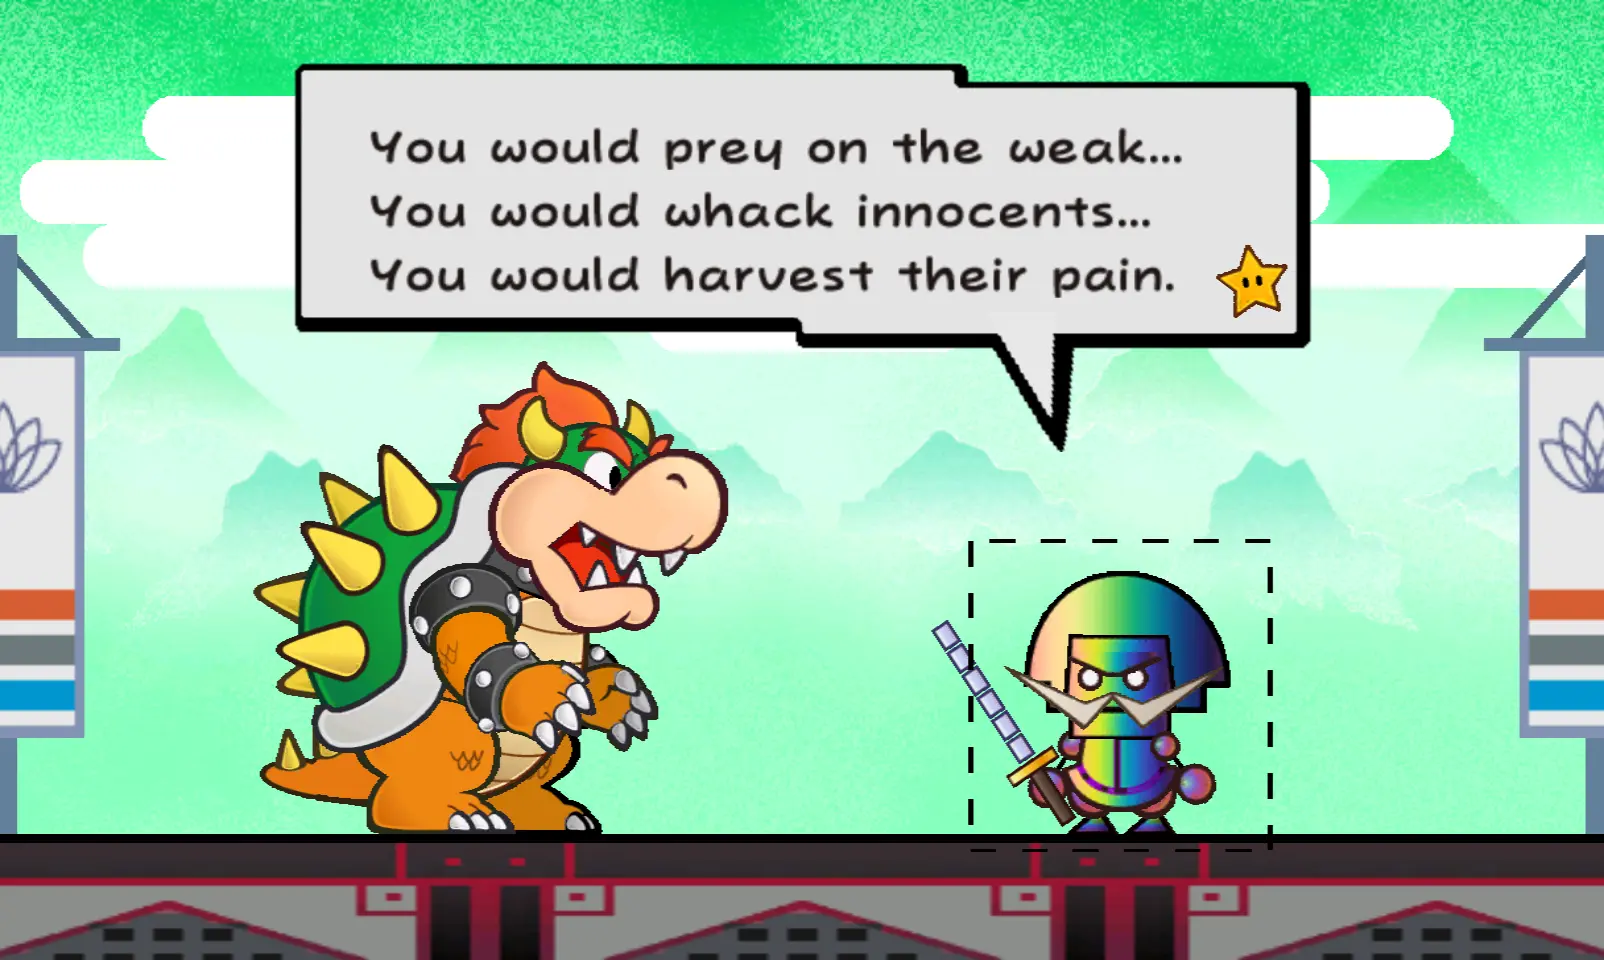 You would prey on the weak...
You would whack innocents...
You would harvest their pain.